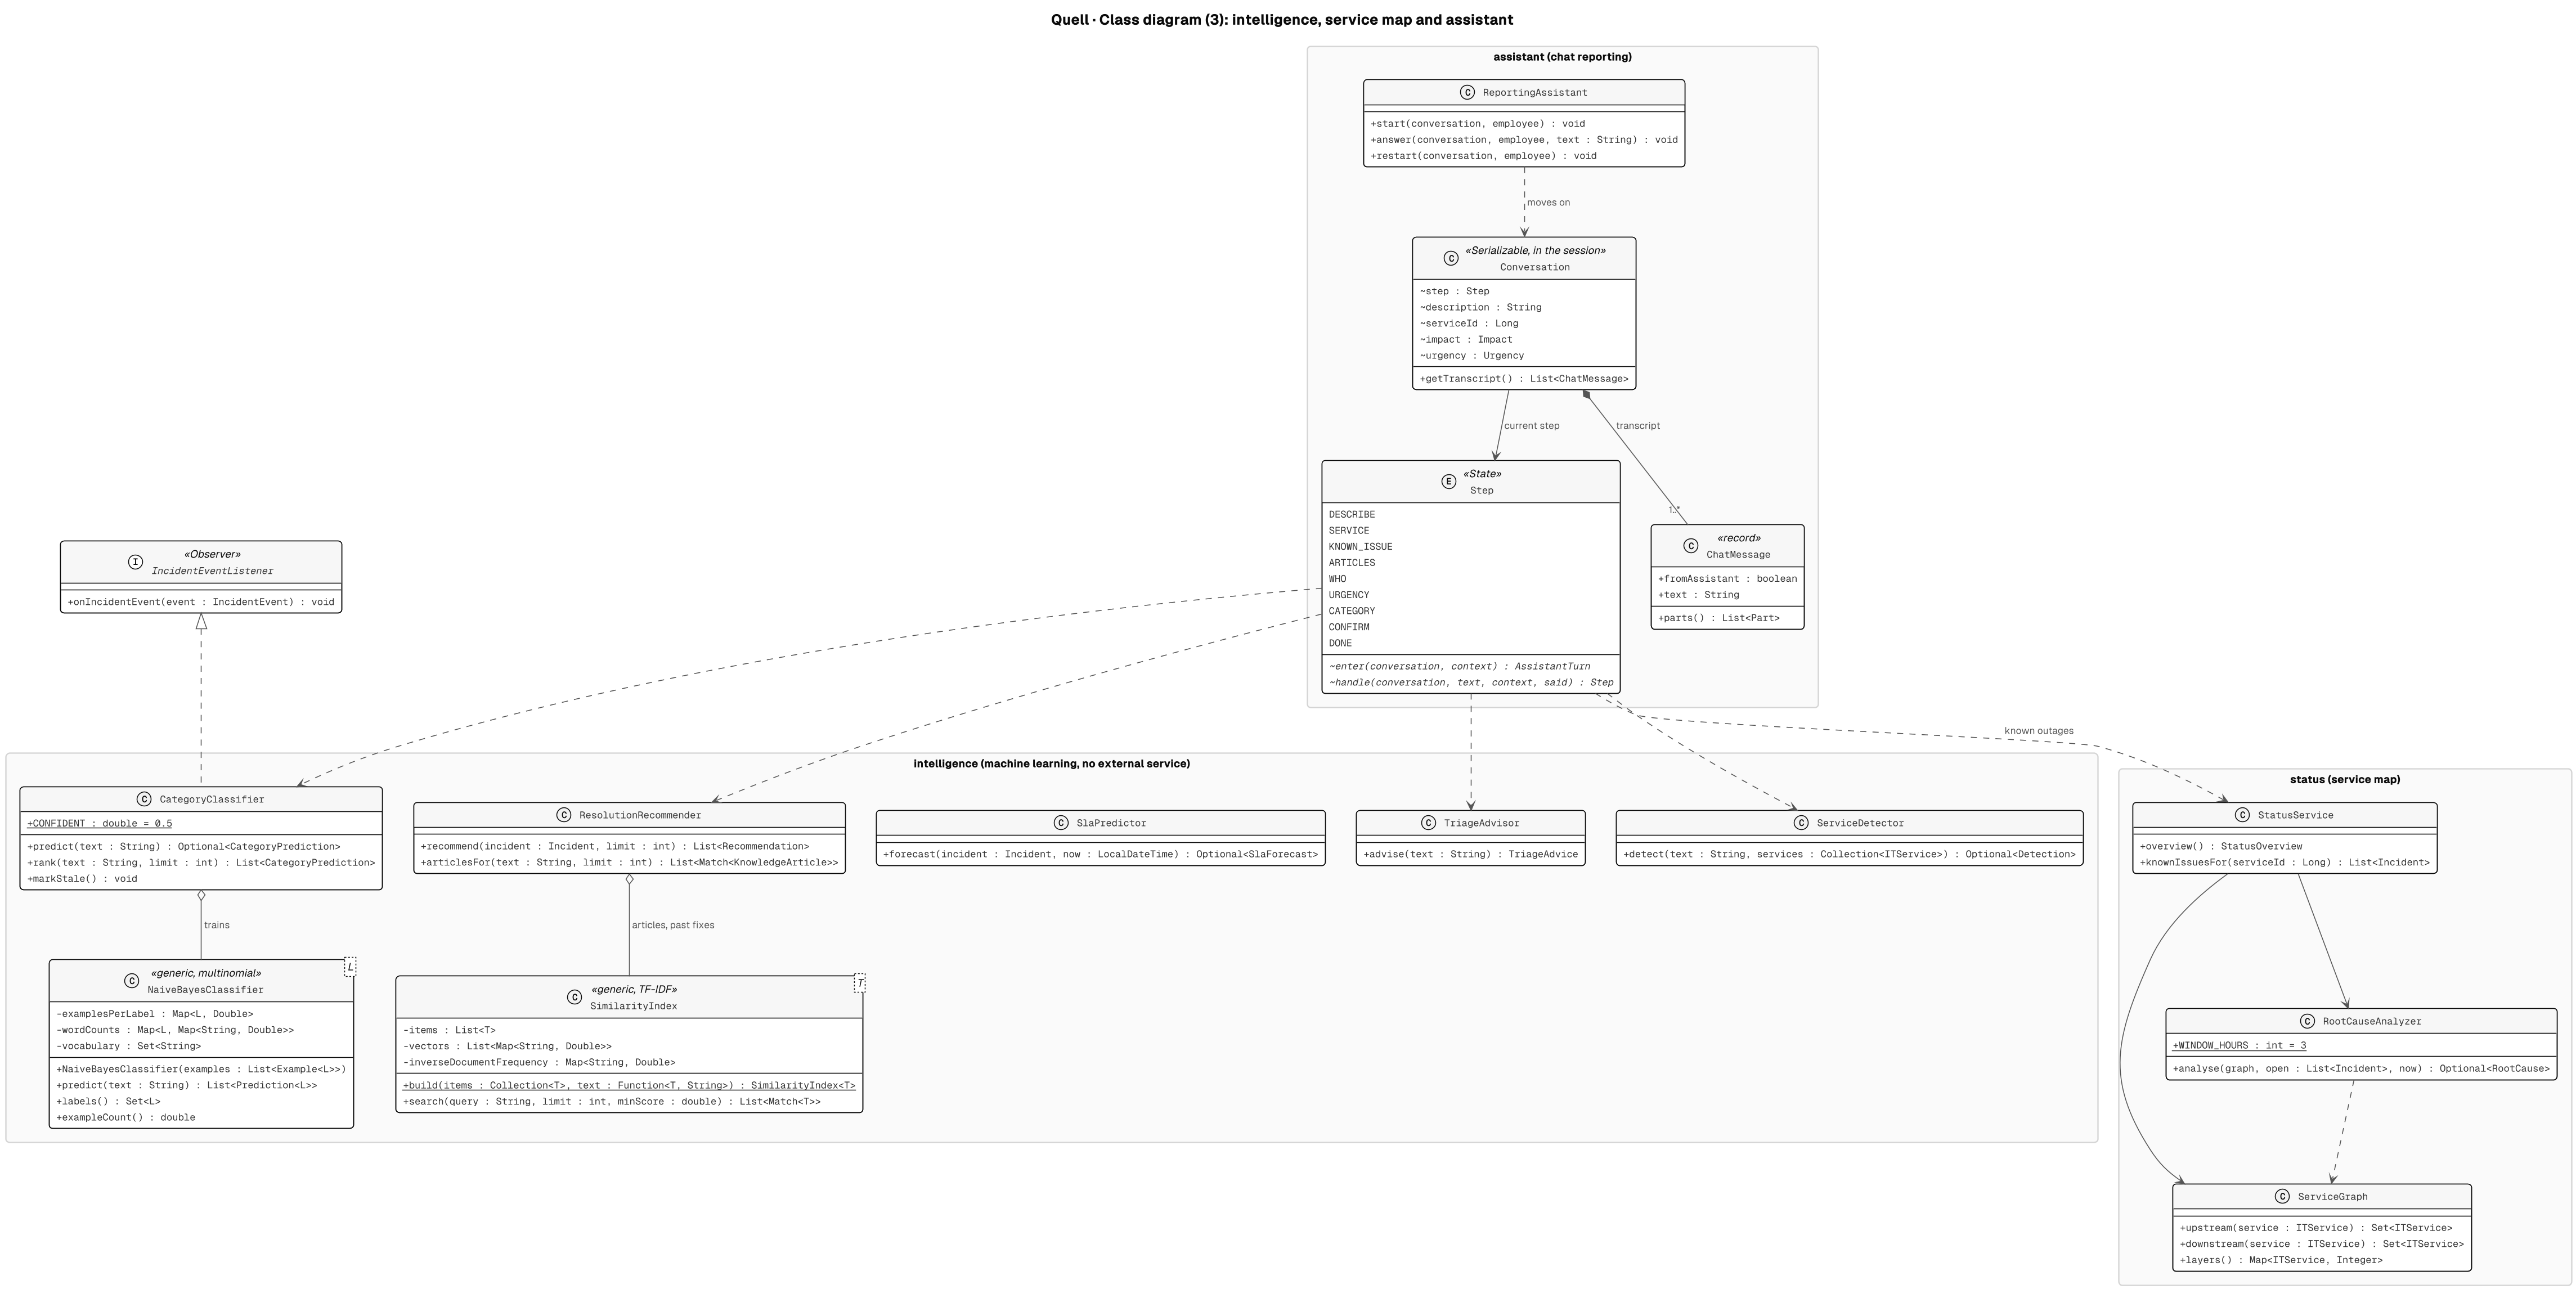 Quell · Class diagram (3): intelligence, service map and assistant
assistant (chat reporting)
C ReportingAssistant
+start(conversation, employee) : void
+answer(conversation, employee, text : String) : void
+restart(conversation, employee) : void
moves on
«Serializable, in the session»
C Conversation
~step : Step
~description : String
~serviceId : Long
~impact : Impact
~urgency : Urgency
+getTranscript() : List<ChatMessage>
current step
transcript
1..*
«State»
E Step
DESCRIBE
SERVICE
KNOWN_ISSUE
ARTICLES
WHO
URGENCY
CATEGORY
CONFIRM
DONE
~enter(conversation, context) : AssistantTurn
~handle(conversation, text, context, said) : Step
«record»
C ChatMessage
+fromAssistant : boolean
+text : String
+parts() : List<Part>
«Observer»
I IncidentEventListener
+onIncidentEvent(event : IncidentEvent) : void
known outages
intelligence (machine learning, no external service)
C CategoryClassifier
+CONFIDENT : double = 0.5
+predict(text : String) : Optional<CategoryPrediction>
+rank(text : String, limit : int) : List<CategoryPrediction>
+markStale() : void
C ResolutionRecommender
+recommend(incident : Incident, limit : int) : List<Recommendation>
+articlesFor(text : String, limit : int) : List<Match<KnowledgeArticle>>
C SlaPredictor
+forecast(incident : Incident, now : LocalDateTime) : Optional<SlaForecast>
C TriageAdvisor
+advise(text : String) : TriageAdvice
C ServiceDetector
+detect(text : String, services : Collection<ITService>) : Optional<Detection>
trains
articles, past fixes
L
«generic, multinomial»
C NaiveBayesClassifier
-examplesPerLabel : Map<L, Double>
-wordCounts : Map<L, Map<String, Double>>
-vocabulary : Set<String>
+NaiveBayesClassifier(examples : List<Example<L>>)
+predict(text : String) : List<Prediction<L>>
+labels() : Set<L>
+exampleCount() : double
T
«generic, TF-IDF»
C SimilarityIndex
-items : List<T>
-vectors : List<Map<String, Double>>
-inverseDocumentFrequency : Map<String, Double>
+build(items : Collection<T>, text : Function<T, String>) : SimilarityIndex<T>
+search(query : String, limit : int, minScore : double) : List<Match<T>>
status (service map)
C StatusService
+overview() : StatusOverview
+knownIssuesFor(serviceId : Long) : List<Incident>
C RootCauseAnalyzer
+WINDOW_HOURS : int = 3
+analyse(graph, open : List<Incident>, now) : Optional<RootCause>
C ServiceGraph
+upstream(service : ITService) : Set<ITService>
+downstream(service : ITService) : Set<ITService>
+layers() : Map<ITService, Integer>